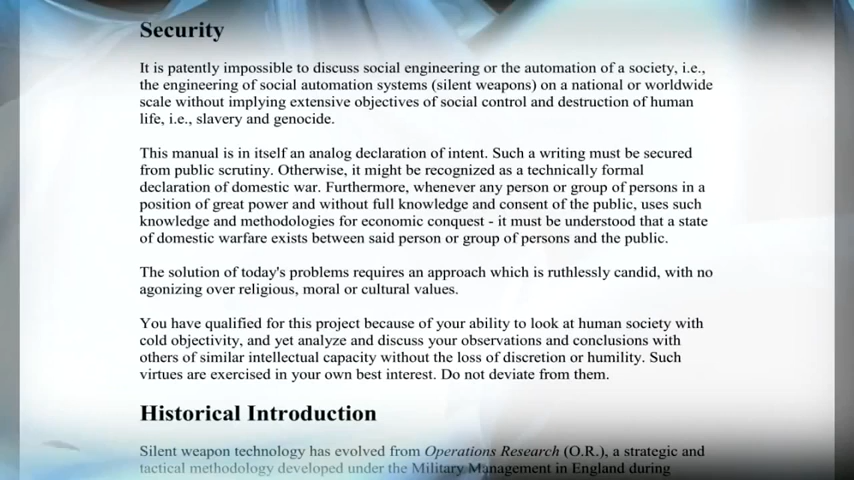 Security
It is patently impossible to discuss social engineering or the automation of a society, i.e.,
the engineering of social automation systems (silent weapons) on a national or worldwide
scale without implying extensive objectives of social control and destruction of human
life, i.e., slavery and genocide.
This manual is in itself an analog declaration of intent. Such a writing must be secured
from public scrutiny. Otherwise, it might be recognized as a technically formal
declaration of domestic war. Furthermore, whenever any person or group of persons in a
position of great power and without full knowledge and consent of the public, uses such
knowledge and methodologies for economic conquest - it must be understood that a state
of domestic warfare exists between said person or group of persons and the public.
The solution of today's problems requires an approach which is ruthlessly candid, with no
agonizing over religious, moral or cultural values.
You have qualified for this project because of your ability to look at human society with
cold objectivity, and yet analyze and discuss your observations and conclusions with
others of similar intellectual capacity without the loss of discretion or humility. Such
virtues are exercised in your own best interest. Do not deviate from them.
Historical Introduction
Silent weapon technology has evolved from Operations Research (O.R.), a strategic and
tactical methodology developed under the Military Management in England during